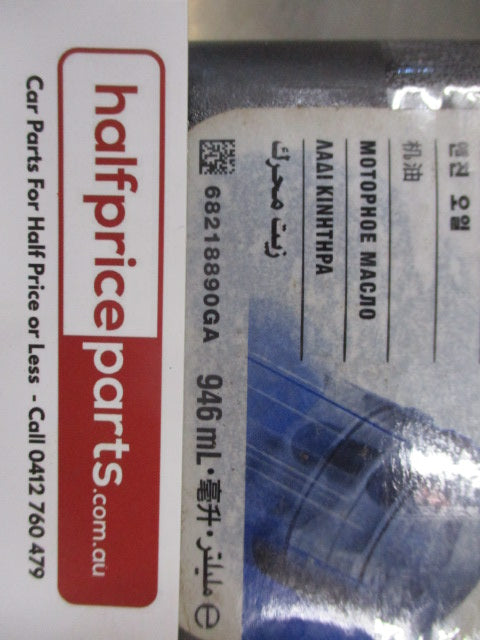 엔진 오일
机油
МОТОРНОЕ МАСЛО
ΛΑΔΙ ΚΙΝΗΤΗΡΑ
زيت محرك
68218890GA 946 mL · 毫升 · مليلتر ℮
halfpriceparts.com.au
Car Parts For Half Price or Less - Call 0412 760 479